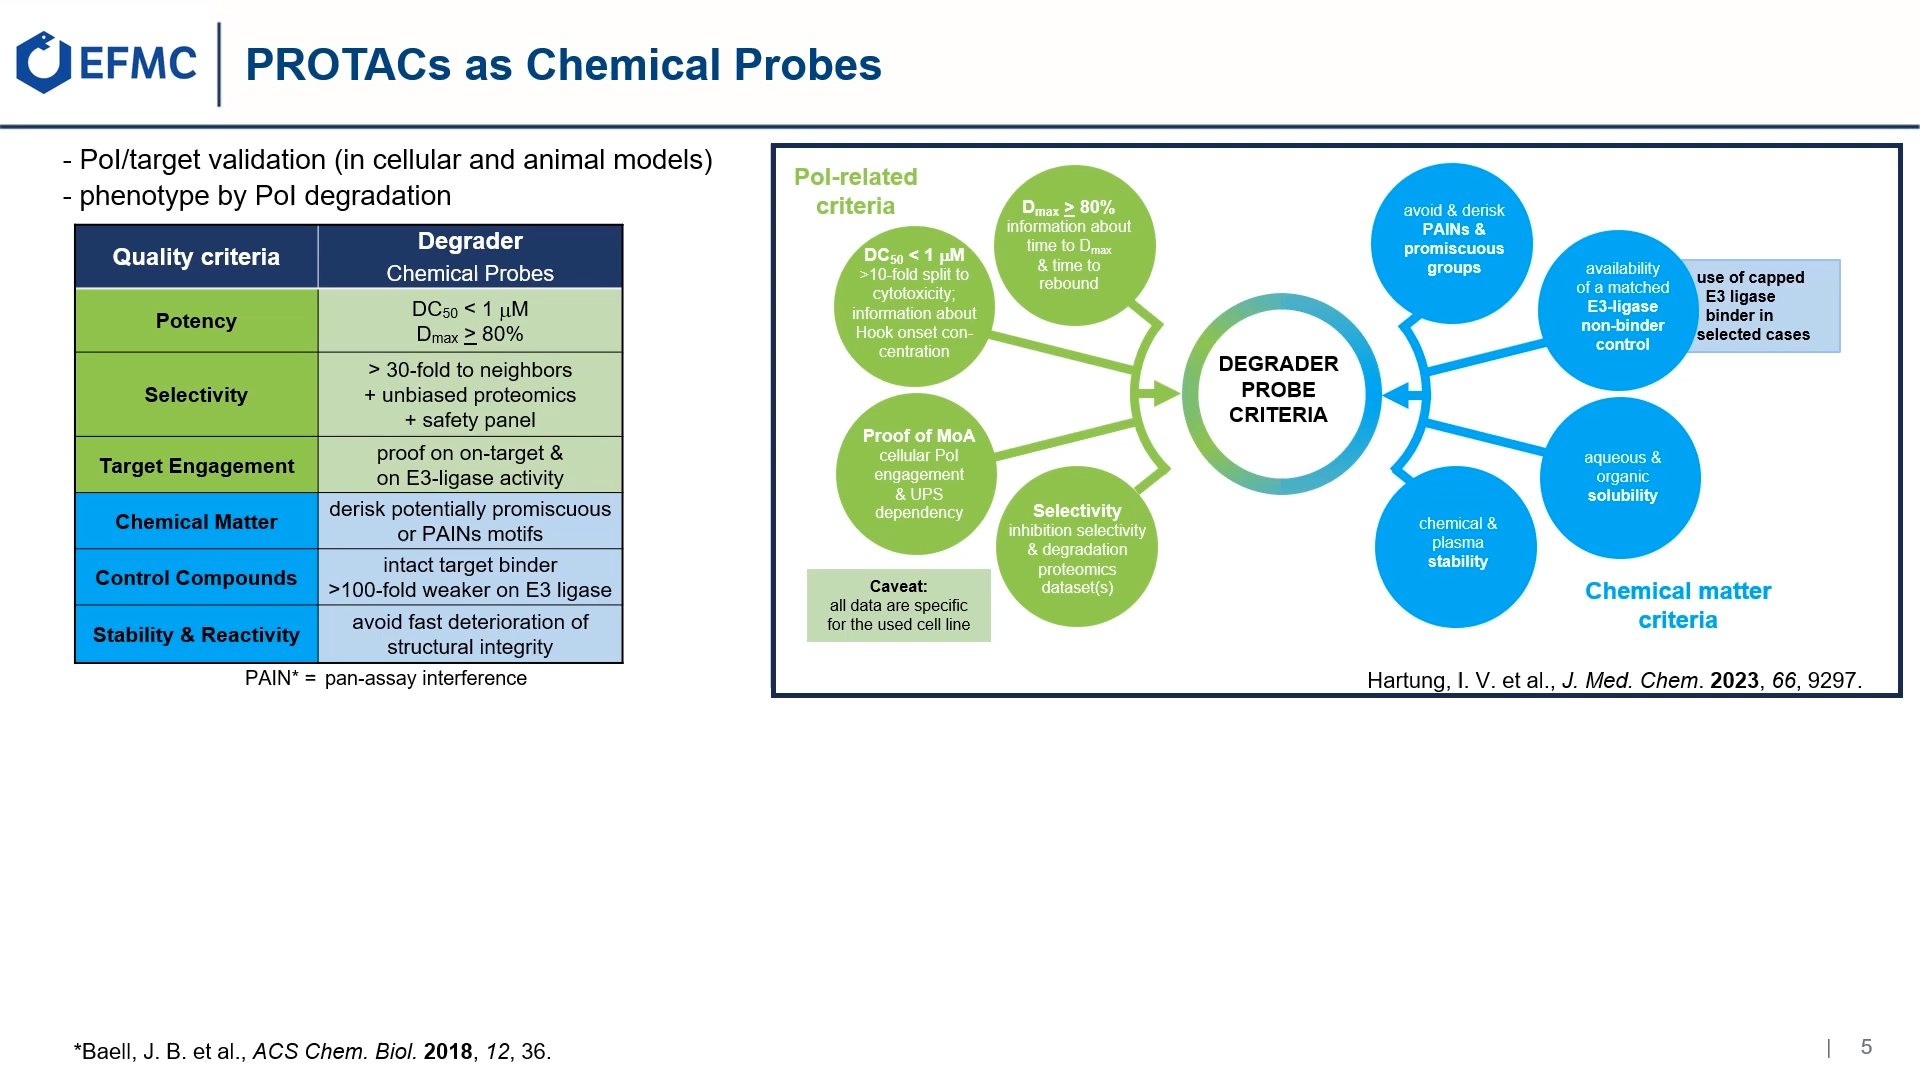 EFMC
PROTACs as Chemical Probes
- PoI/target validation (in cellular and animal models)
- phenotype by PoI degradation
Quality criteria
Degrader
Chemical Probes
Potency
DC50 < 1 μM
Dmax ≥ 80%
Selectivity
> 30-fold to neighbors
+ unbiased proteomics
+ safety panel
Target Engagement
proof on on-target &
on E3-ligase activity
Chemical Matter
derisk potentially promiscuous
or PAINs motifs
Control Compounds
intact target binder
>100-fold weaker on E3 ligase
Stability & Reactivity
avoid fast deterioration of
structural integrity
PAIN* = pan-assay interference
PoI-related
criteria
Dmax ≥ 80%
information about
time to Dmax
& time to
rebound
DC50 < 1 μM
>10-fold split to
cytotoxicity;
information about
Hook onset con-
centration
Proof of MoA
cellular PoI
engagement
& UPS
dependency
Selectivity
inhibition selectivity
& degradation
proteomics
dataset(s)
Caveat:
all data are specific
for the used cell line
DEGRADER
PROBE
CRITERIA
avoid & derisk
PAINs &
promiscuous
groups
availability
of a matched
E3-ligase
non-binder
control
use of capped
E3 ligase
binder in
selected cases
aqueous &
organic
solubility
chemical &
plasma
stability
Chemical matter
criteria
Hartung, I. V. et al., J. Med. Chem. 2023, 66, 9297.
*Baell, J. B. et al., ACS Chem. Biol. 2018, 12, 36.
| 5